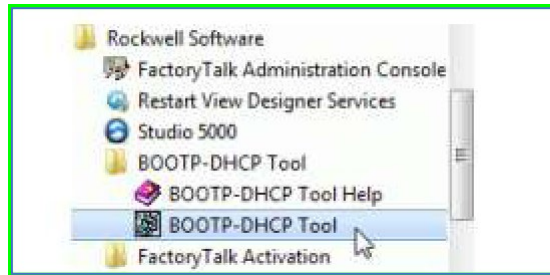 Rockwell Software
FactoryTalk Administration Console
Restart View Designer Services
Studio 5000
BOOTP-DHCP Tool
BOOTP-DHCP Tool Help
BOOTP-DHCP Tool
FactoryTalk Activation